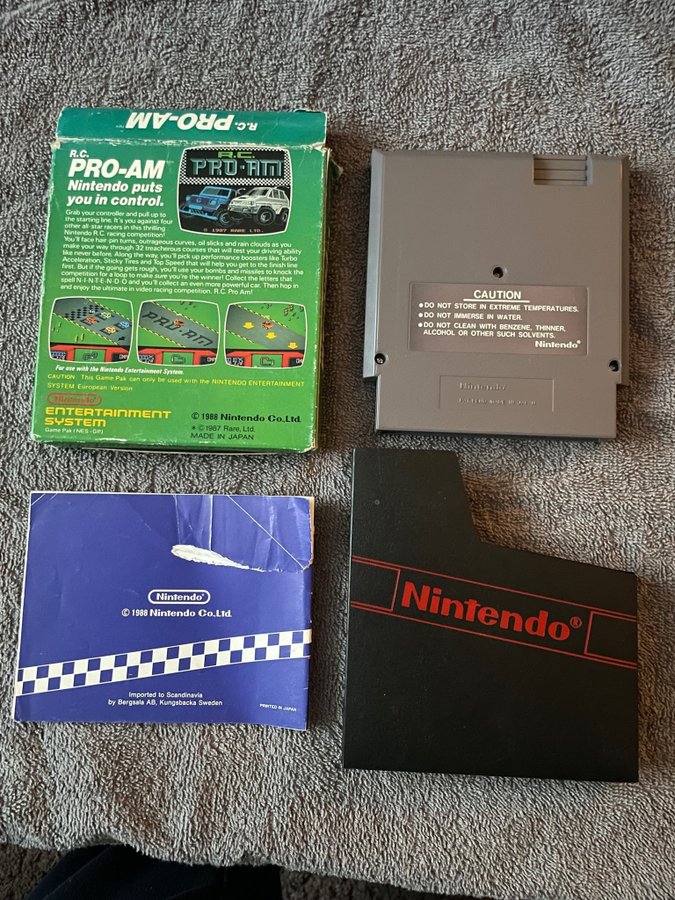 R.C. PRO-AM™
R.C.
PRO-AM
Nintendo puts
you in control.
R.C.
PRO-AM
© 1987 RARE LTD.
Grab your controller and pull up to
the starting line. It's you against four
other all-star racers in this thrilling
Nintendo R.C. racing competition!
You'll face hair-pin turns, outrageous curves, oil slicks and rain clouds as you
make your way through 32 treacherous courses that will test your driving ability
like never before. Along the way, you'll pick up performance boosters like Turbo
Acceleration, Sticky Tires and Top Speed that will help you get to the finish line
first. But if the going gets rough, you'll use your bombs and missiles to knock the
competition for a loop to make sure you're the winner! Collect the letters that
spell N-I-N-T-E-N-D-O and you'll collect an even more powerful car. Then hop in
and enjoy the ultimate in video racing competition, R.C. Pro Am!
PRO-AM
For use with the Nintendo Entertainment System.
CAUTION: This Game Pak can only be used with the NINTENDO ENTERTAINMENT
SYSTEM European Version
Nintendo®
ENTERTAINMENT
SYSTEM
Game Pak (NES-GP)
© 1988 Nintendo Co., Ltd.
* © 1987 Rare, Ltd.
MADE IN JAPAN
CAUTION
• DO NOT STORE IN EXTREME TEMPERATURES.
• DO NOT IMMERSE IN WATER.
• DO NOT CLEAN WITH BENZENE, THINNER,
ALCOHOL OR OTHER SUCH SOLVENTS.
Nintendo®
Nintendo
Nintendo®
© 1988 Nintendo Co., Ltd.
Imported to Scandinavia
by Bergsala AB, Kungsbacka Sweden
PRINTED IN JAPAN
Nintendo®